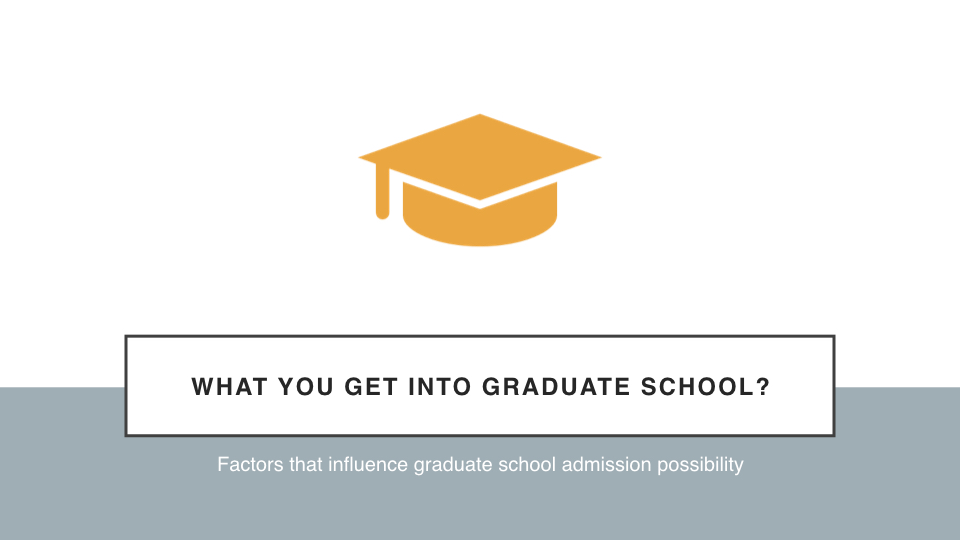 WHAT YOU GET INTO GRADUATE SCHOOL?
Factors that influence graduate school admission possibility